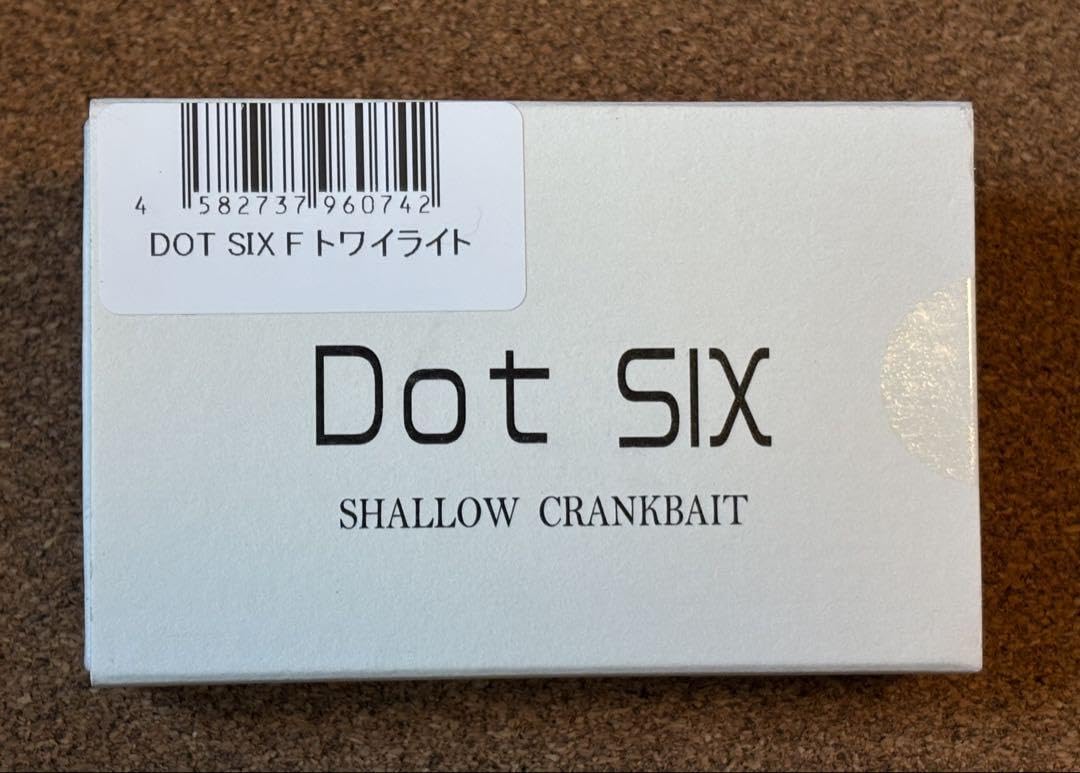 4 582737 960742
DOT SIX F トワイライト
Dot SIX
SHALLOW CRANKBAIT